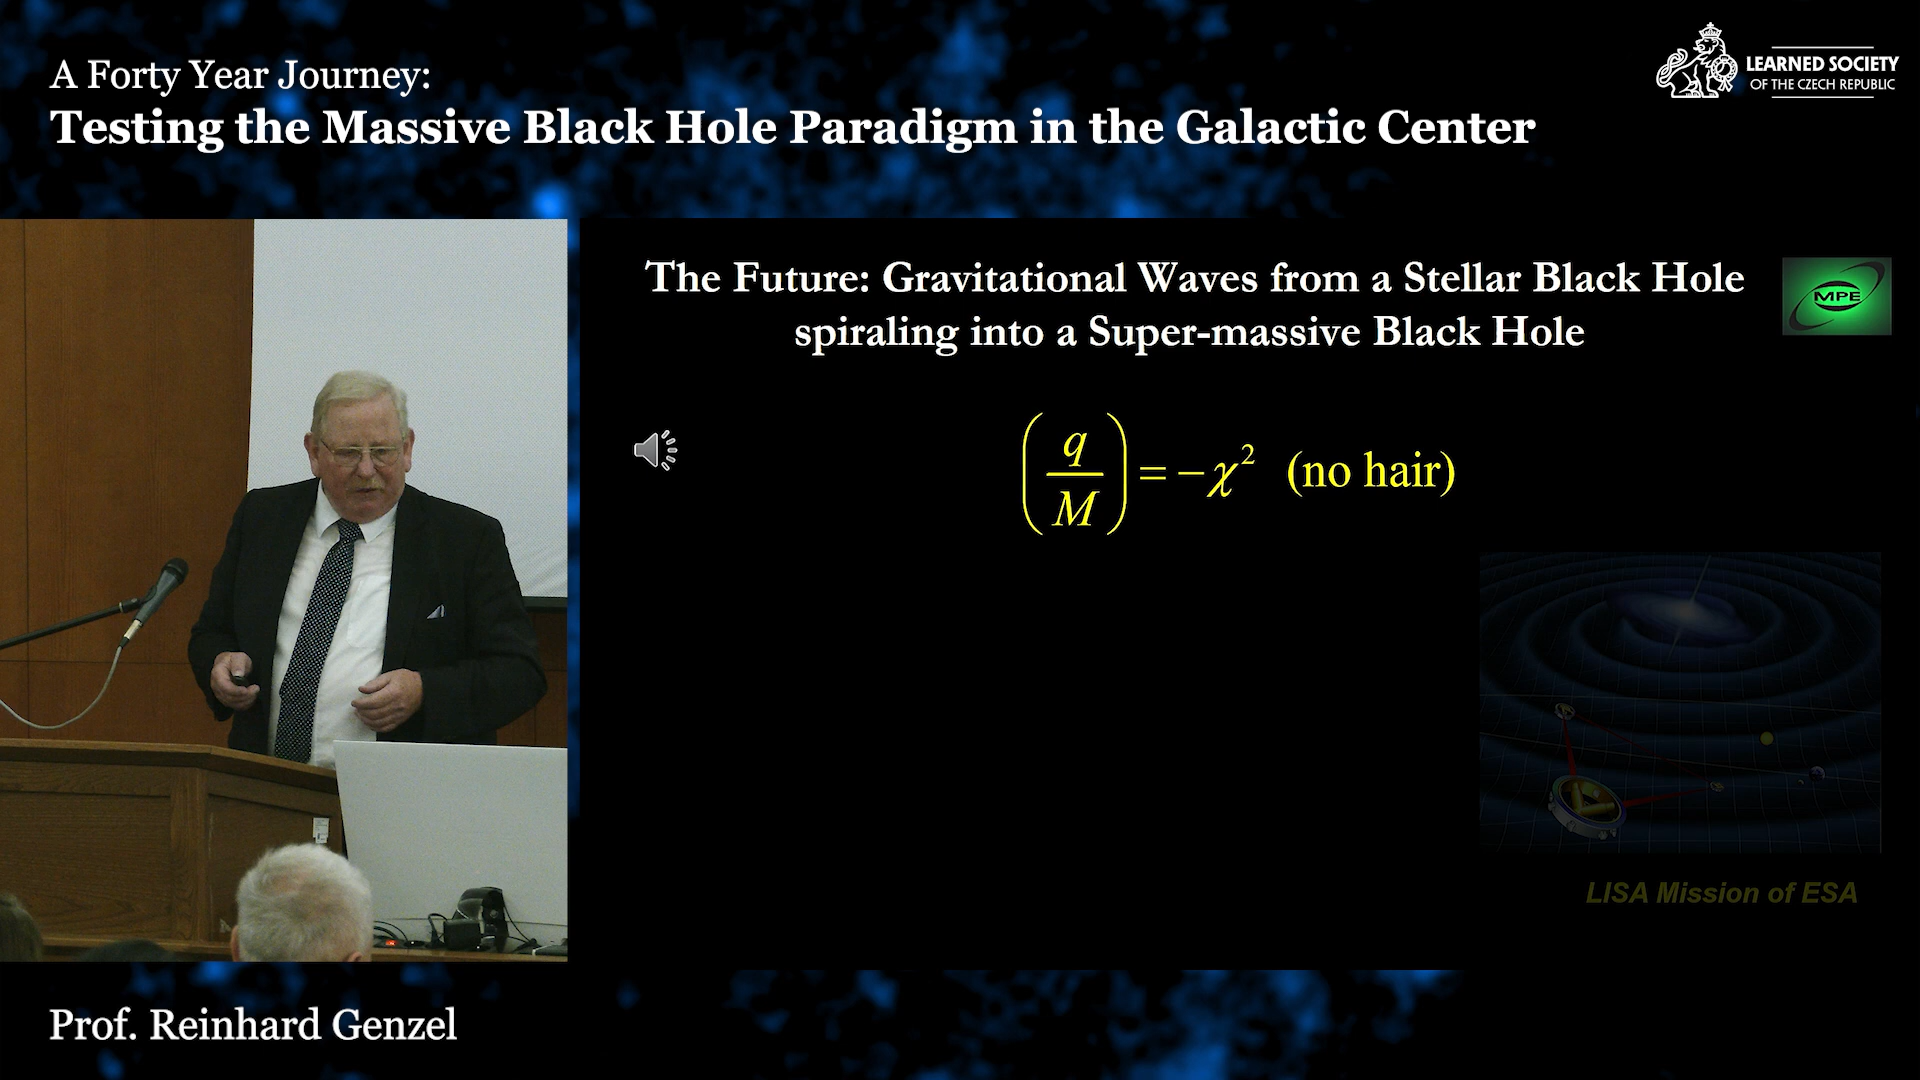 A Forty Year Journey:
Testing the Massive Black Hole Paradigm in the Galactic Center
LEARNED SOCIETY
OF THE CZECH REPUBLIC
The Future: Gravitational Waves from a Stellar Black Hole
spiraling into a Super-massive Black Hole
MPE
(q/M) = −χ² (no hair)
LISA Mission of ESA
Prof. Reinhard Genzel